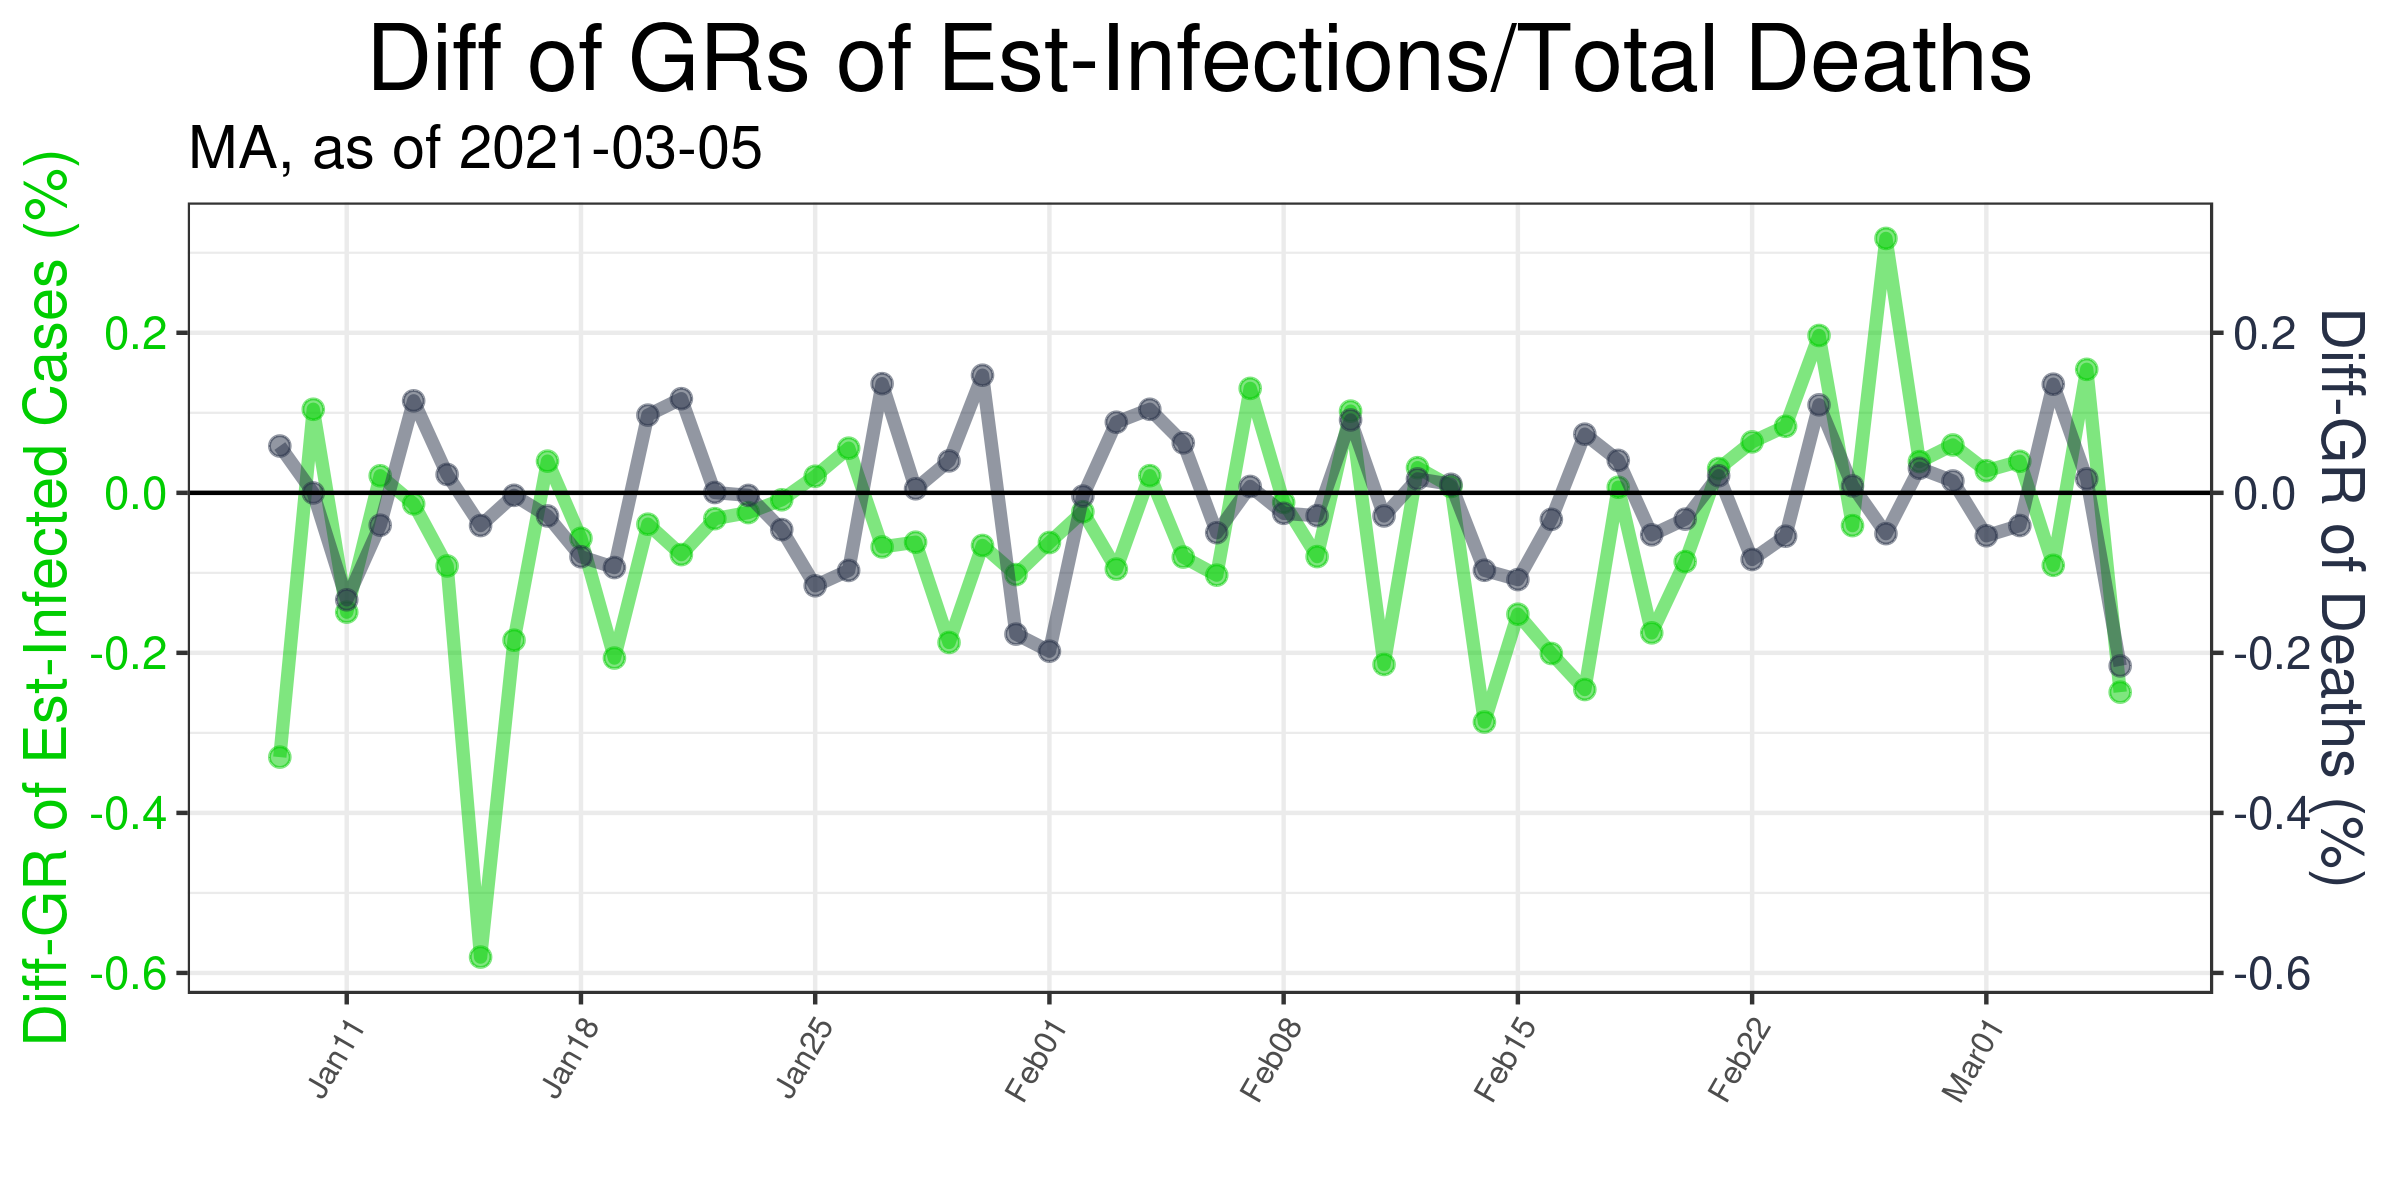 Diff of GRs of Est-Infections/Total Deaths
MA, as of 2021-03-05
Diff-GR of Est-Infected Cases (%)
0.2
0.0
-0.2
-0.4
-0.6
0.2
0.0
-0.2
-0.4
-0.6
Diff-GR of Deaths (%)
Jan11
Jan18
Jan25
Feb01
Feb08
Feb15
Feb22
Mar01